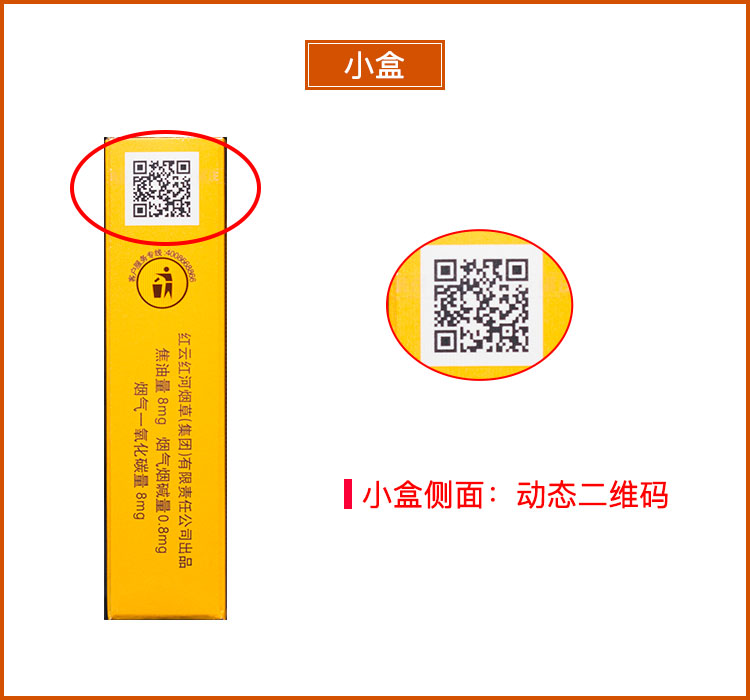 小盒
客户服务专线:4008668866
红云红河烟草(集团)有限责任公司出品
焦油量 8mg 烟气烟碱量0.8mg
烟气一氧化碳量 8mg
小盒侧面：动态二维码